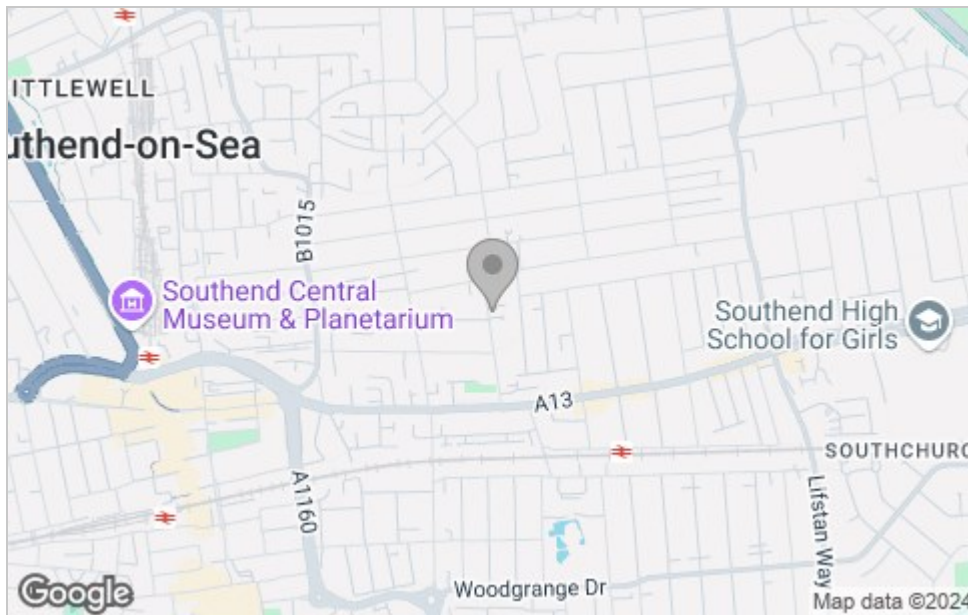 ITTLEWELL
uthend-on-Sea
B1015
Southend Central
Museum & Planetarium
Southend High
School for Girls
A13
SOUTHCHURC
A1160
Lifstan Way
Woodgrange Dr
Google
Map data ©2024